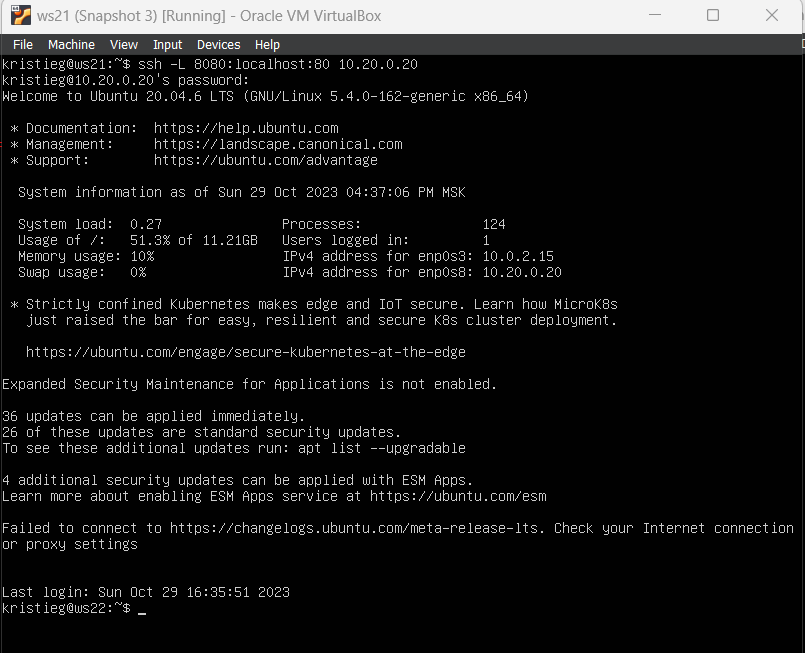 ws21 (Snapshot 3) [Running] - Oracle VM VirtualBox
File Machine View Input Devices Help
kristieg@ws21:~$ ssh -L 8080:localhost:80 10.20.0.20
kristieg@10.20.0.20's password:
Welcome to Ubuntu 20.04.6 LTS (GNU/Linux 5.4.0-162-generic x86_64)
* Documentation: https://help.ubuntu.com
* Management: https://landscape.canonical.com
* Support: https://ubuntu.com/advantage
System information as of Sun 29 Oct 2023 04:37:06 PM MSK
System load: 0.27 Processes: 124
Usage of /: 51.3% of 11.21GB Users logged in: 1
Memory usage: 10% IPv4 address for enp0s3: 10.0.2.15
Swap usage: 0% IPv4 address for enp0s8: 10.20.0.20
* Strictly confined Kubernetes makes edge and IoT secure. Learn how MicroK8s
just raised the bar for easy, resilient and secure K8s cluster deployment.
https://ubuntu.com/engage/secure-kubernetes-at-the-edge
Expanded Security Maintenance for Applications is not enabled.
36 updates can be applied immediately.
26 of these updates are standard security updates.
To see these additional updates run: apt list --upgradable
4 additional security updates can be applied with ESM Apps.
Learn more about enabling ESM Apps service at https://ubuntu.com/esm
Failed to connect to https://changelogs.ubuntu.com/meta-release-lts. Check your Internet connection
or proxy settings
Last login: Sun Oct 29 16:35:51 2023
kristieg@ws22:~$ _